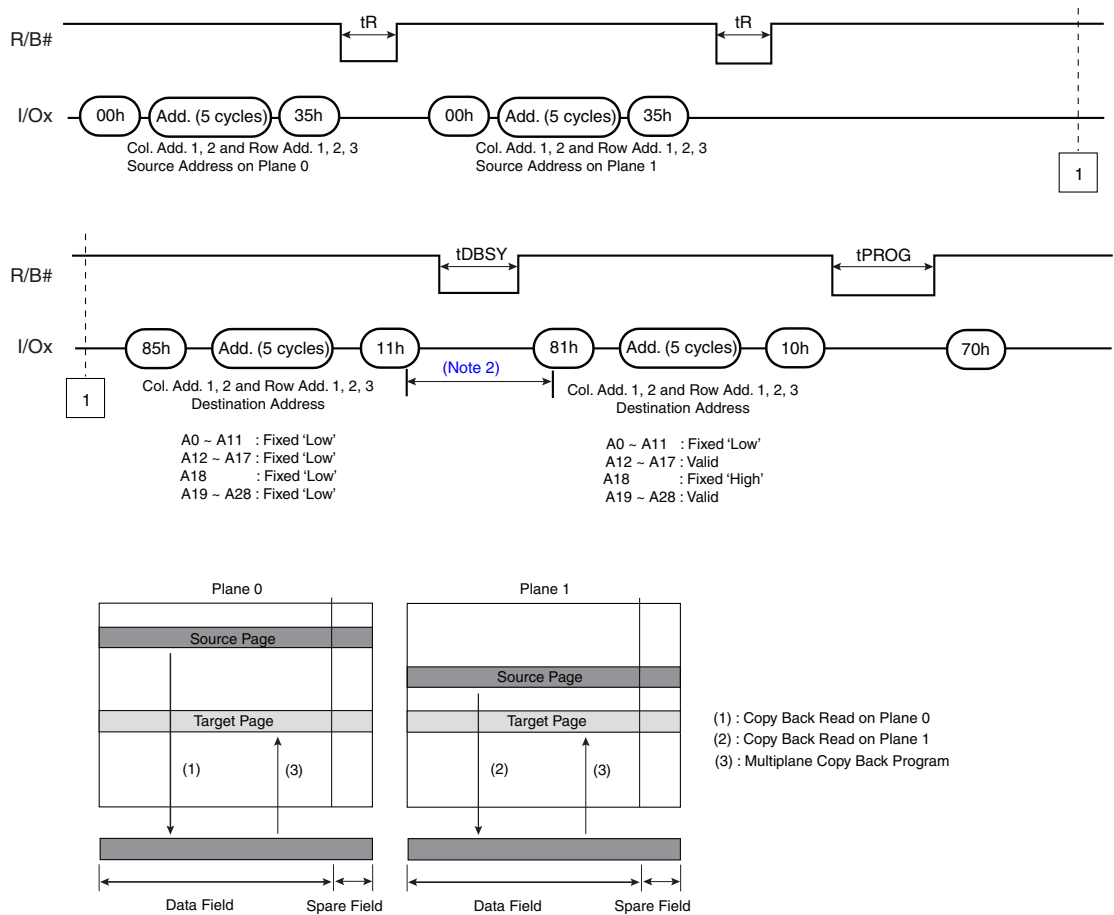 tR
tR
R/B#
I/Ox
00h
Add. (5 cycles)
35h
00h
Add. (5 cycles)
35h
Col. Add. 1, 2 and Row Add. 1, 2, 3
Source Address on Plane 0
Col. Add. 1, 2 and Row Add. 1, 2, 3
Source Address on Plane 1
1
tDBSY
tPROG
R/B#
I/Ox
85h
Add. (5 cycles)
11h
81h
Add. (5 cycles)
10h
70h
(Note 2)
1
Col. Add. 1, 2 and Row Add. 1, 2, 3
Destination Address
Col. Add. 1, 2 and Row Add. 1, 2, 3
Destination Address
A0 ~ A11 : Fixed ‘Low’
A12 ~ A17 : Fixed ‘Low’
A18 : Fixed ‘Low’
A19 ~ A28 : Fixed ‘Low’
A0 ~ A11 : Fixed ‘Low’
A12 ~ A17 : Valid
A18 : Fixed ‘High’
A19 ~ A28 : Valid
Plane 0
Source Page
Target Page
(1)
(3)
Data Field
Spare Field
Plane 1
Source Page
Target Page
(2)
(3)
Data Field
Spare Field
(1) : Copy Back Read on Plane 0
(2) : Copy Back Read on Plane 1
(3) : Multiplane Copy Back Program